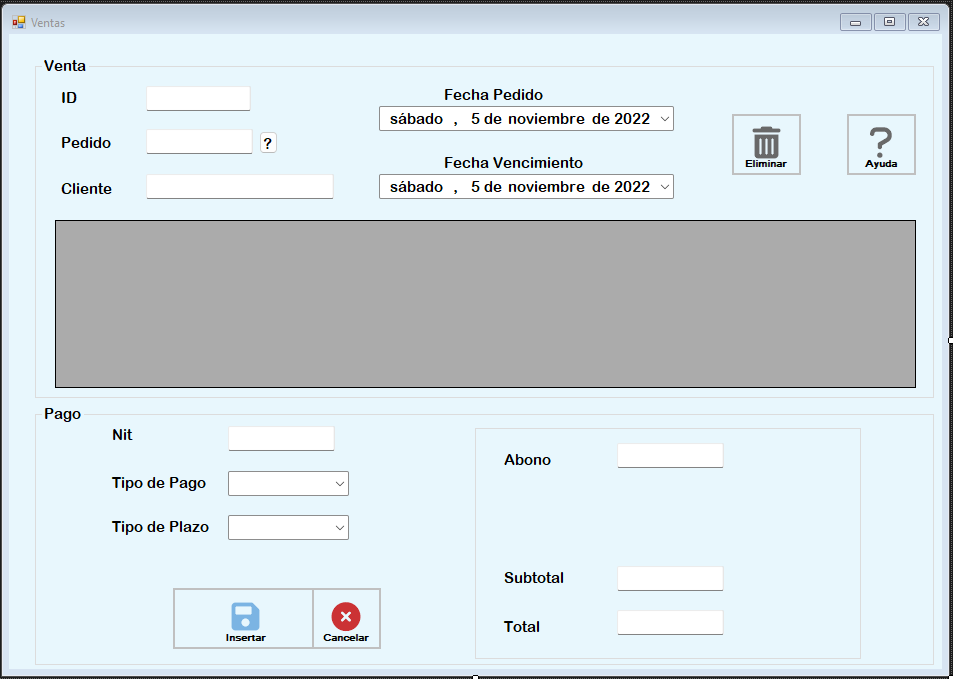 Ventas
Venta
ID
Pedido
?
Cliente
Fecha Pedido
sábado , 5 de noviembre de 2022
Fecha Vencimiento
sábado , 5 de noviembre de 2022
Eliminar
?
Ayuda
Pago
Nit
Tipo de Pago
Tipo de Plazo
Insertar
Cancelar
Abono
Subtotal
Total